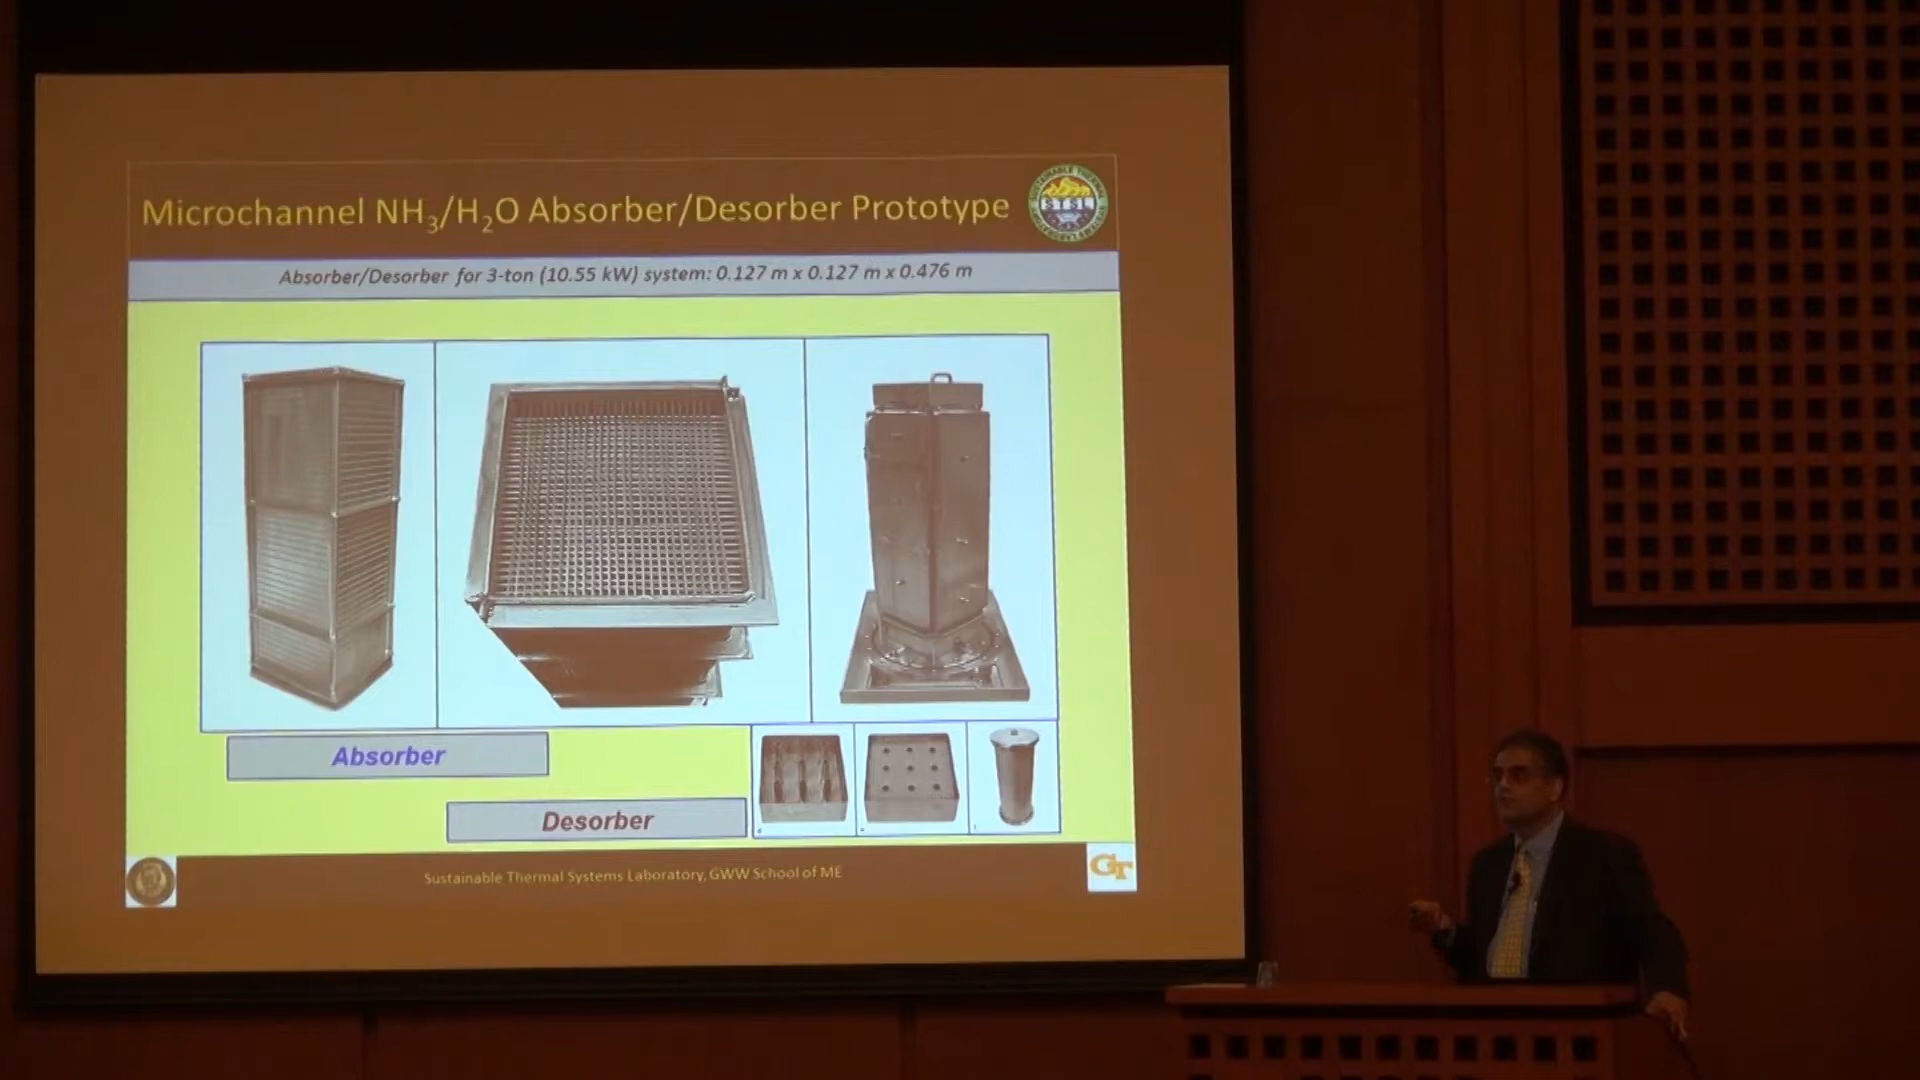 Microchannel NH3/H2O Absorber/Desorber Prototype
STSL
Absorber/Desorber for 3-ton (10.55 kW) system: 0.127 m x 0.127 m x 0.476 m
Absorber
Desorber
Sustainable Thermal Systems Laboratory, GWW School of ME
GT